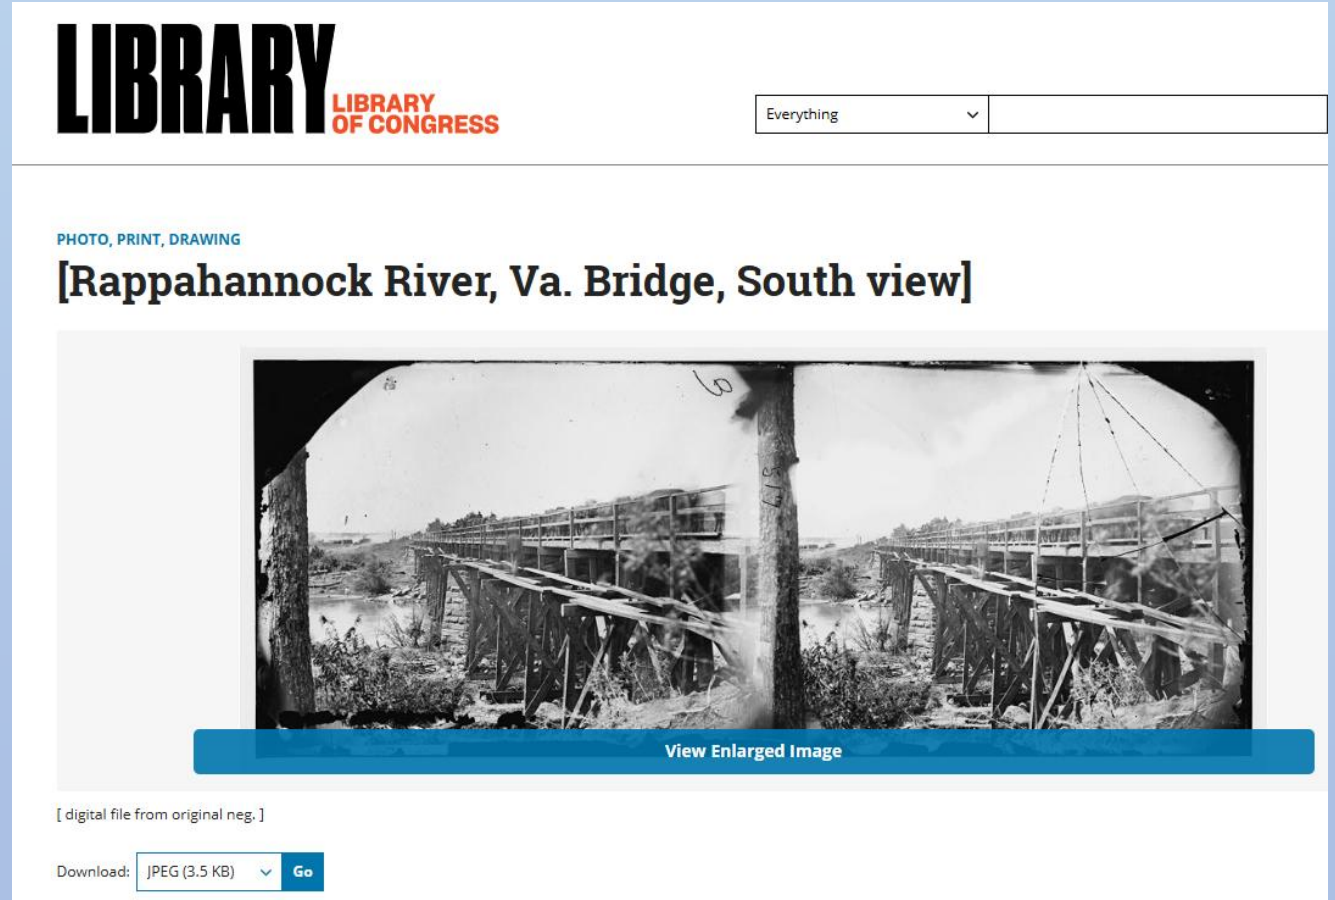 LIBRARY
LIBRARY
OF CONGRESS
Everything
PHOTO, PRINT, DRAWING
[Rappahannock River, Va. Bridge, South view]
View Enlarged Image
[ digital file from original neg. ]
Download: JPEG (3.5 KB) Go